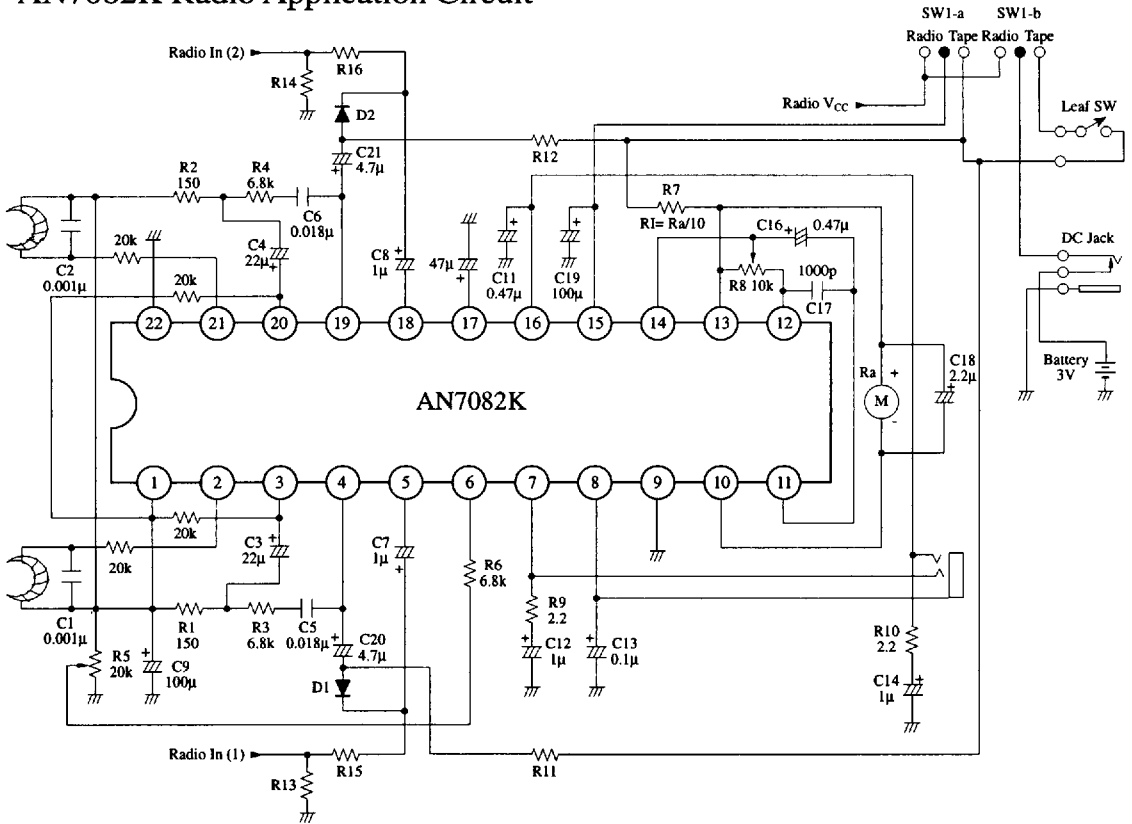 AN7082K Radio Application Circuit
SW1-a
SW1-b
Radio Tape
Radio Tape
Radio In (2)
R16
R14
D2
Radio VCC
Leaf SW
R12
C21
4.7μ
R2
150
R4
6.8k
C6
0.018μ
R7
RI= Ra/10
C16
+
0.47μ
C2
0.001μ
20k
C4
22μ
+
20k
C8
1μ
+
47μ
+
C11
0.47μ
+
C19
100μ
+
R8 10k
1000p
C17
DC Jack
22
21
20
19
18
17
16
15
14
13
12
AN7082K
Ra
+
M
-
C18
2.2μ
+
Battery
3V
1
2
3
4
5
6
7
8
9
10
11
20k
20k
C3
22μ
+
C7
1μ
+
R6
6.8k
C1
0.001μ
R1
150
R3
6.8k
C5
0.018μ
C20
4.7μ
+
R9
2.2
R5
20k
C9
100μ
+
D1
C12
1μ
+
C13
0.1μ
+
R10
2.2
C14
1μ
+
Radio In (1)
R15
R13
R11